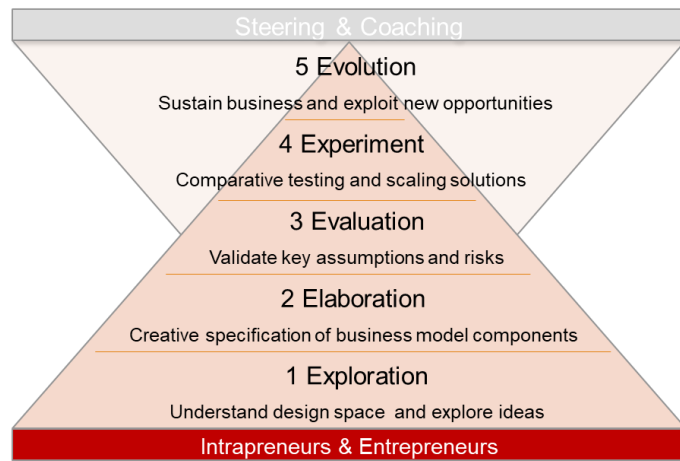 Steering & Coaching
5 Evolution
Sustain business and exploit new opportunities
4 Experiment
Comparative testing and scaling solutions
3 Evaluation
Validate key assumptions and risks
2 Elaboration
Creative specification of business model components
1 Exploration
Understand design space and explore ideas
Intrapreneurs & Entrepreneurs